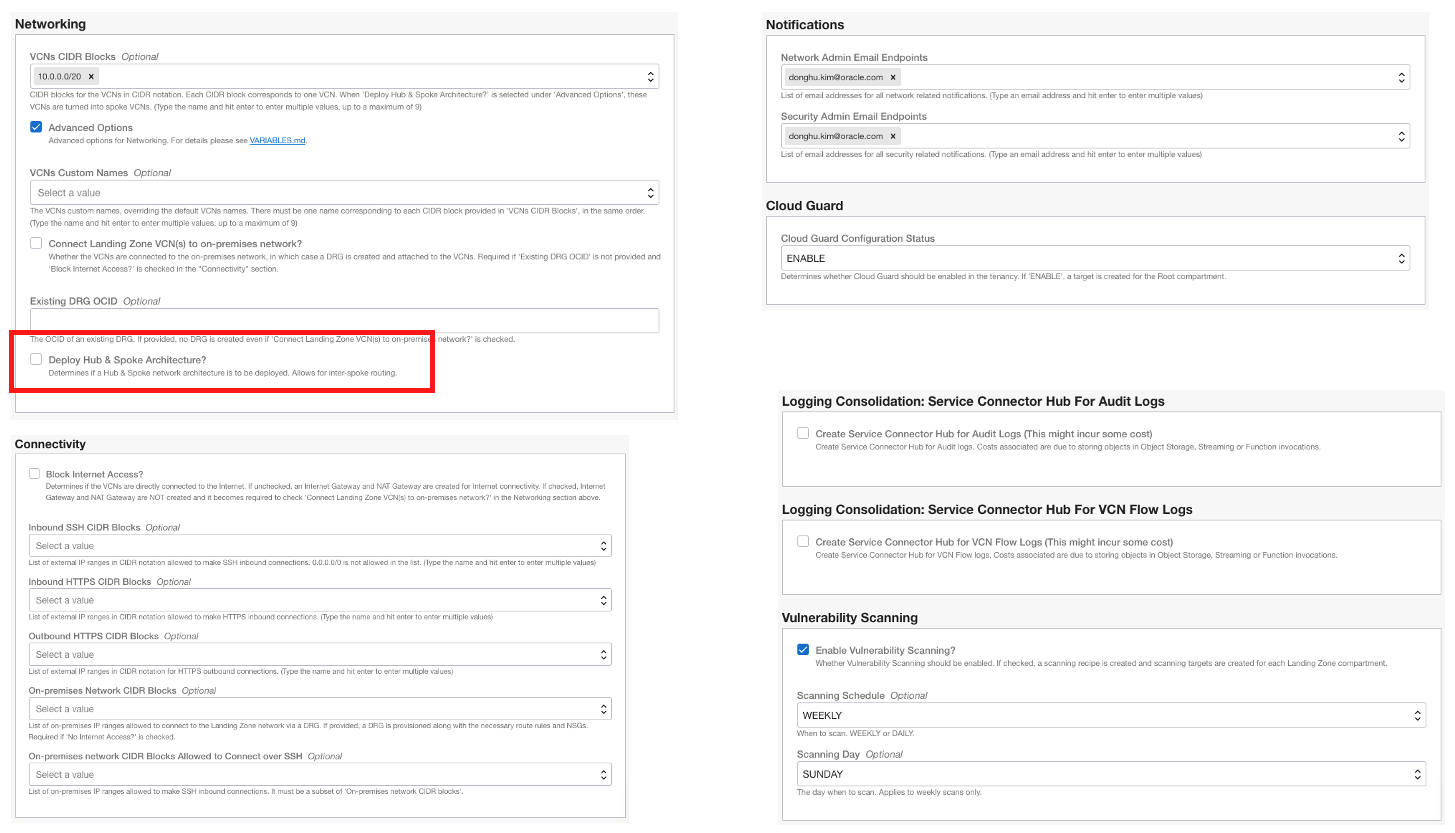 Networking
VCNs CIDR Blocks Optional
10.0.0.0/20 ×
CIDR blocks for the VCNs in CIDR notation. Each CIDR block corresponds to one VCN. When 'Deploy Hub & Spoke Architecture?' is selected under 'Advanced Options', these
VCNs are turned into spoke VCNs. (Type the name and hit enter to enter multiple values, up to a maximum of 9)
Advanced Options
Advanced options for Networking. For details please see VARIABLES.md.
VCNs Custom Names Optional
Select a value
The VCNs custom names, overriding the default VCNs names. There must be one name corresponding to each CIDR block provided in 'VCNs CIDR Blocks', in the same order.
(Type the name and hit enter to enter multiple values, up to a maximum of 9)
Connect Landing Zone VCN(s) to on-premises network?
Whether the VCNs are connected to the on-premises network, in which case a DRG is created and attached to the VCNs. Required if 'Existing DRG OCID' is not provided and
'Block Internet Access?' is checked in the "Connectivity" section.
Existing DRG OCID Optional
The OCID of an existing DRG. If provided, no DRG is created even if 'Connect Landing Zone VCN(s) to on-premises network?' is checked.
Deploy Hub & Spoke Architecture?
Determines if a Hub & Spoke network architecture is to be deployed. Allows for inter-spoke routing.
Connectivity
Block Internet Access?
Determines if the VCNs are directly connected to the Internet. If unchecked, an Internet Gateway and NAT Gateway are created for Internet connectivity. If checked, Internet
Gateway and NAT Gateway are NOT created and it becomes required to check 'Connect Landing Zone VCN(s) to on-premises network?' in the Networking section above.
Inbound SSH CIDR Blocks Optional
Select a value
List of external IP ranges in CIDR notation allowed to make SSH inbound connections. 0.0.0.0/0 is not allowed in the list. (Type the name and hit enter to enter multiple values)
Inbound HTTPS CIDR Blocks Optional
Select a value
List of external IP ranges in CIDR notation allowed to make HTTPS inbound connections. (Type the name and hit enter to enter multiple values)
Outbound HTTPS CIDR Blocks Optional
Select a value
List of external IP ranges in CIDR notation for HTTPS outbound connections. (Type the name and hit enter to enter multiple values)
On-premises Network CIDR Blocks Optional
Select a value
List of on-premises IP ranges allowed to connect to the Landing Zone network via a DRG. If provided, a DRG is provisioned along with the necessary route rules and NSGs.
Required if 'No Internet Access?' is checked.
On-premises network CIDR Blocks Allowed to Connect over SSH Optional
Select a value
List of on-premises IP ranges allowed to make SSH inbound connections. It must be a subset of 'On-premises network CIDR blocks'.
Notifications
Network Admin Email Endpoints
donghu.kim@oracle.com ×
List of email addresses for all network related notifications. (Type an email address and hit enter to enter multiple values)
Security Admin Email Endpoints
donghu.kim@oracle.com ×
List of email addresses for all security related notifications. (Type an email address and hit enter to enter multiple values)
Cloud Guard
Cloud Guard Configuration Status
ENABLE
Determines whether Cloud Guard should be enabled in the tenancy. If 'ENABLE', a target is created for the Root compartment.
Logging Consolidation: Service Connector Hub For Audit Logs
Create Service Connector Hub for Audit Logs (This might incur some cost)
Create Service Connector Hub for Audit logs. Costs associated are due to storing objects in Object Storage, Streaming or Function invocations.
Logging Consolidation: Service Connector Hub For VCN Flow Logs
Create Service Connector Hub for VCN Flow Logs (This might incur some cost)
Create Service Connector Hub for VCN Flow logs. Costs associated are due to storing objects in Object Storage, Streaming or Function invocations.
Vulnerability Scanning
Enable Vulnerability Scanning?
Whether Vulnerability Scanning should be enabled. If checked, a scanning recipe is created and scanning targets are created for each Landing Zone compartment.
Scanning Schedule Optional
WEEKLY
When to scan. WEEKLY or DAILY.
Scanning Day Optional
SUNDAY
The day when to scan. Applies to weekly scans only.